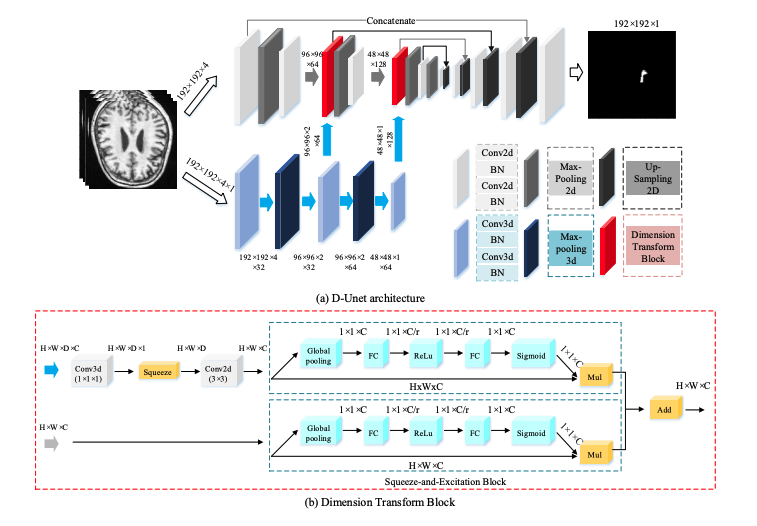 Concatenate
192×192×1
192×192×4
96×96
×64
48×48
×128
192×192×4×1
96×96×2
×64
48×48×1
×128
192×192×4
×32
96×96×2
×32
96×96×2
×64
48×48×1
×64
Conv2d
BN
Conv2d
BN
Max-
Pooling
2d
Up-
Sampling
2D
Conv3d
BN
Conv3d
BN
Max-
pooling
3d
Dimension
Transform
Block
(a) D-Unet architecture
H×W×D×C
H×W×D×1
H×W×D
H×W×C
Conv3d
(1×1×1)
Squeeze
Conv2d
(3×3)
1×1×C
1×1×C/r
1×1×C/r
1×1×C
Global
pooling
FC
ReLu
FC
Sigmoid
1×1×C
Mul
HxWxC
H×W×C
1×1×C
1×1×C/r
1×1×C/r
1×1×C
Global
pooling
FC
ReLu
FC
Sigmoid
1×1×C
Mul
H×W×C
Add
H×W×C
Squeeze-and-Excitation Block
(b) Dimension Transform Block